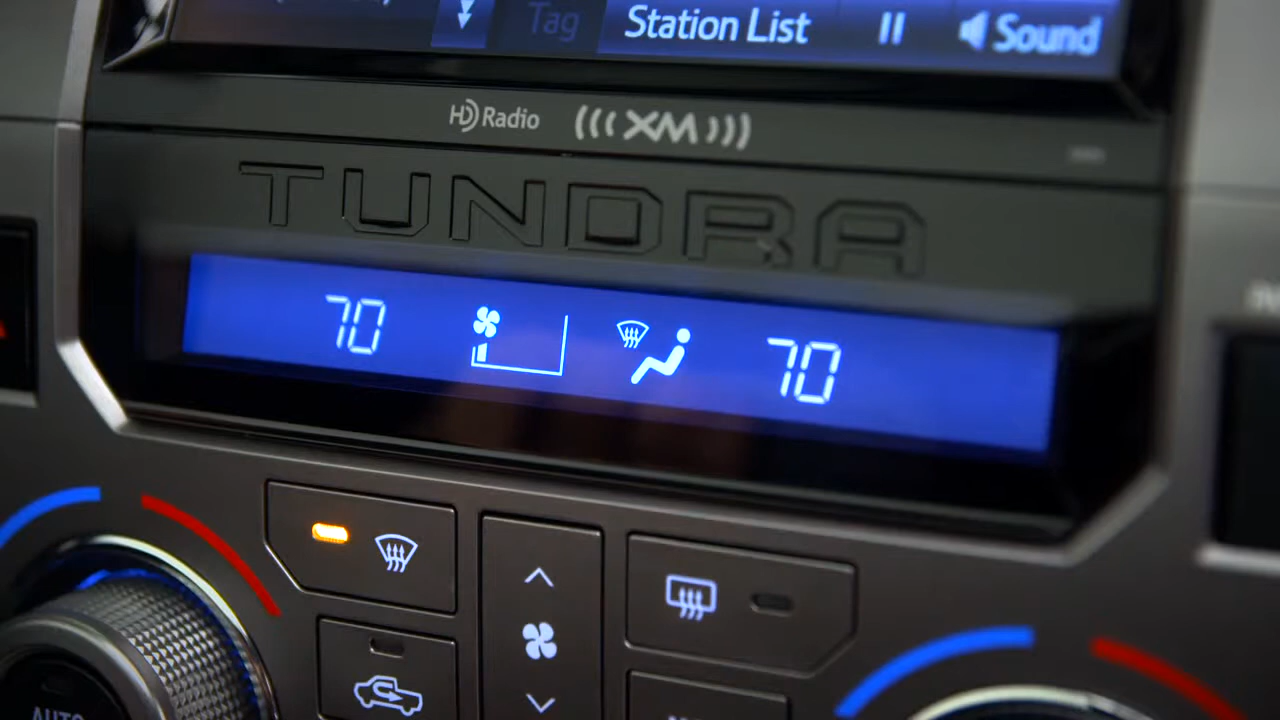 Tag Station List Sound
HD Radio ((( XM )))
TUNDRA
70 70
AUTO